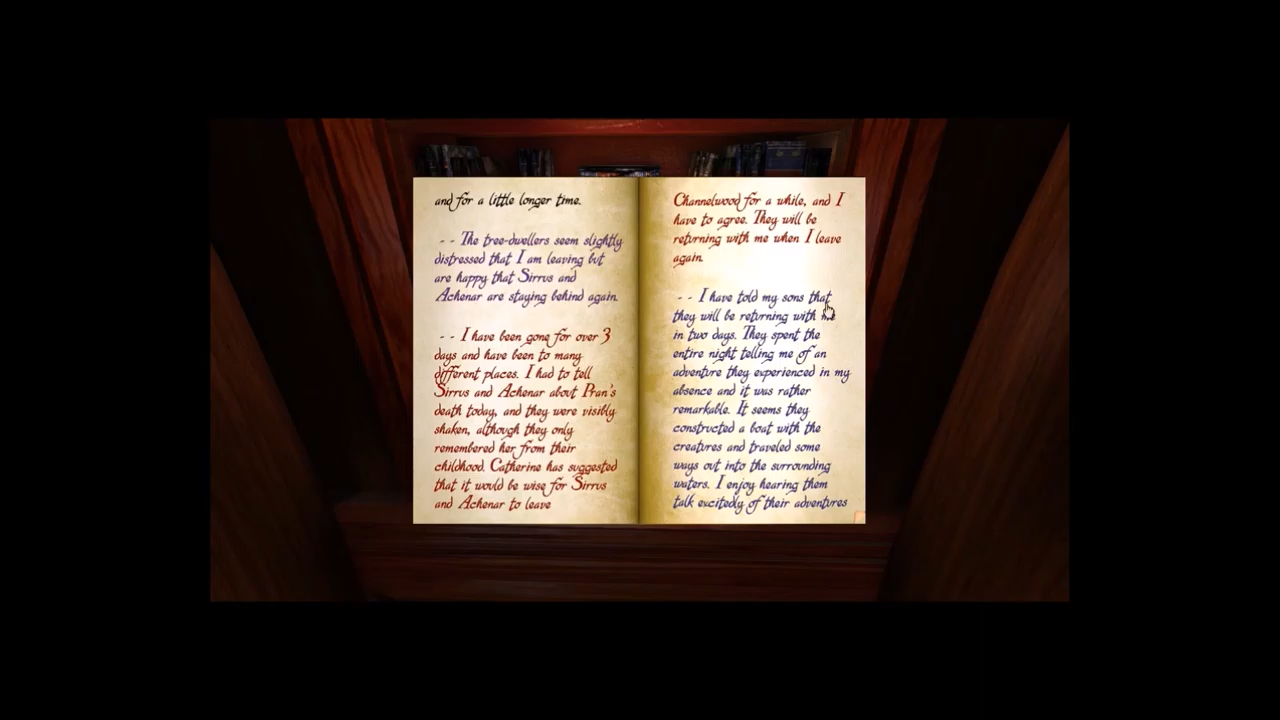 and for a little longer time.
- - The tree-dwellers seem slightly
distressed that I am leaving but
are happy that Sirrus and
Achenar are staying behind again.
- - I have been gone for over 3
days and have been to many
different places. I had to tell
Sirrus and Achenar about Pran's
death today, and they were visibly
shaken, although they only
remembered her from their
childhood. Catherine has suggested
that it would be wise for Sirrus
and Achenar to leave
Channelwood for a while, and I
have to agree. They will be
returning with me when I leave
again.
- - I have told my sons that
they will be returning with me
in two days. They spent the
entire night telling me of an
adventure they experienced in my
absence and it was rather
remarkable. It seems they
constructed a boat with the
creatures and traveled some
ways out into the surrounding
waters. I enjoy hearing them
talk excitedly of their adventures